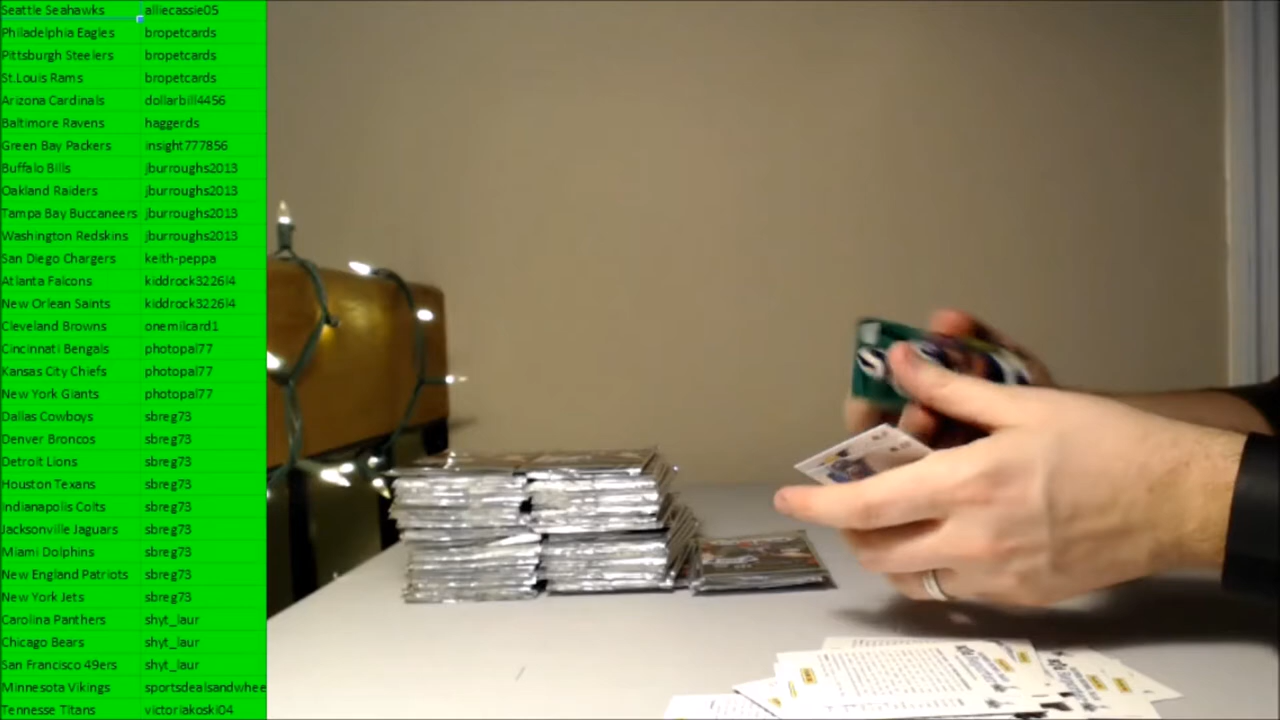 Seattle Seahawks alliecassie05
Philadelphia Eagles bropetcards
Pittsburgh Steelers bropetcards
St.Louis Rams bropetcards
Arizona Cardinals dollarbill4456
Baltimore Ravens haggerds
Green Bay Packers insight777856
Buffalo Bills jburroughs2013
Oakland Raiders jburroughs2013
Tampa Bay Buccaneers jburroughs2013
Washington Redskins jburroughs2013
San Diego Chargers keith-peppa
Atlanta Falcons kiddrock322614
New Orlean Saints kiddrock322614
Cleveland Browns onemilcard1
Cincinnati Bengals photopal77
Kansas City Chiefs photopal77
New York Giants photopal77
Dallas Cowboys sbreg73
Denver Broncos sbreg73
Detroit Lions sbreg73
Houston Texans sbreg73
Indianapolis Colts sbreg73
Jacksonville Jaguars sbreg73
Miami Dolphins sbreg73
New England Patriots sbreg73
New York Jets sbreg73
Carolina Panthers shyt_laur
Chicago Bears shyt_laur
San Francisco 49ers shyt_laur
Minnesota Vikings sportsdealsandwhee
Tennesse Titans victoriakoski04